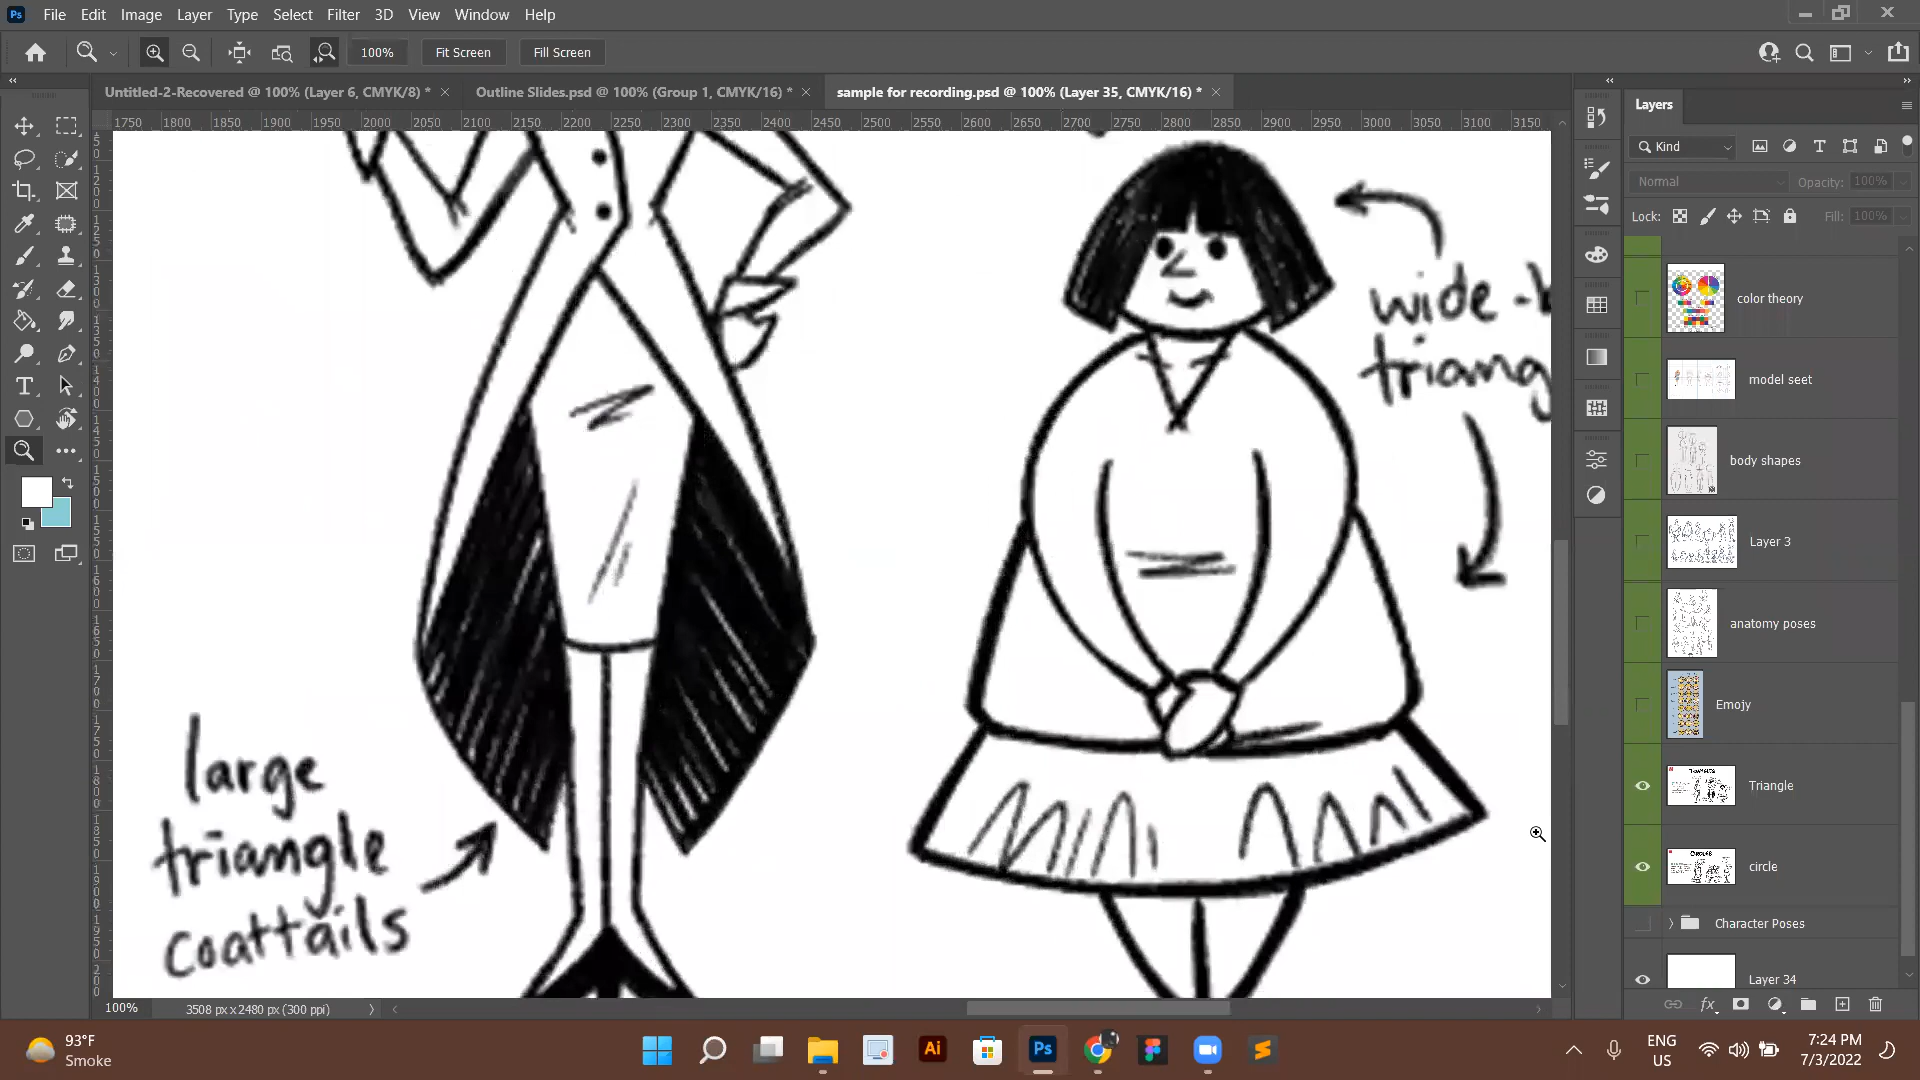 Ps File Edit Image Layer Type Select Filter 3D View Window Help
100% Fit Screen Fill Screen
Untitled-2-Recovered @ 100% (Layer 6, CMYK/8) * Outline Slides.psd @ 100% (Group 1, CMYK/16) * sample for recording.psd @ 100% (Layer 35, CMYK/16) *
1750 1800 1850 1900 1950 2000 2050 2100 2150 2200 2250 2300 2350 2400 2450 2500 2550 2600 2650 2700 2750 2800 2850 2900 2950 3000 3050 3100 3150
Layers
Kind
Normal Opacity: 100%
Lock: Fill: 100%
color theory
model seet
body shapes
Layer 3
anatomy poses
Emojy
Triangle
circle
Character Poses
Layer 34
wide-
triang
large
triangle
coattails
100% 3508 px x 2480 px (300 ppi)
93°F
Smoke
Ai Ps
ENG
US
7:24 PM
7/3/2022